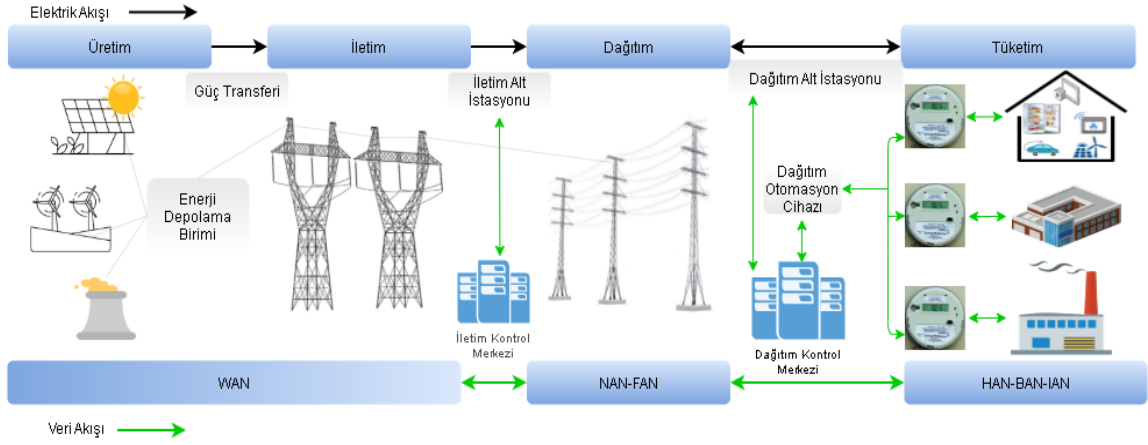 Elektrik Akışı
Üretim
İletim
Dağıtım
Tüketim
Güç Transferi
İletim Alt
İstasyonu
Dağıtım Alt İstasyonu
Enerji
Depolama
Birimi
Dağıtım
Otomasyon
Cihazı
İletim Kontrol
Merkezi
Dağıtım Kontrol
Merkezi
WAN
NAN-FAN
HAN-BAN-IAN
Veri Akışı